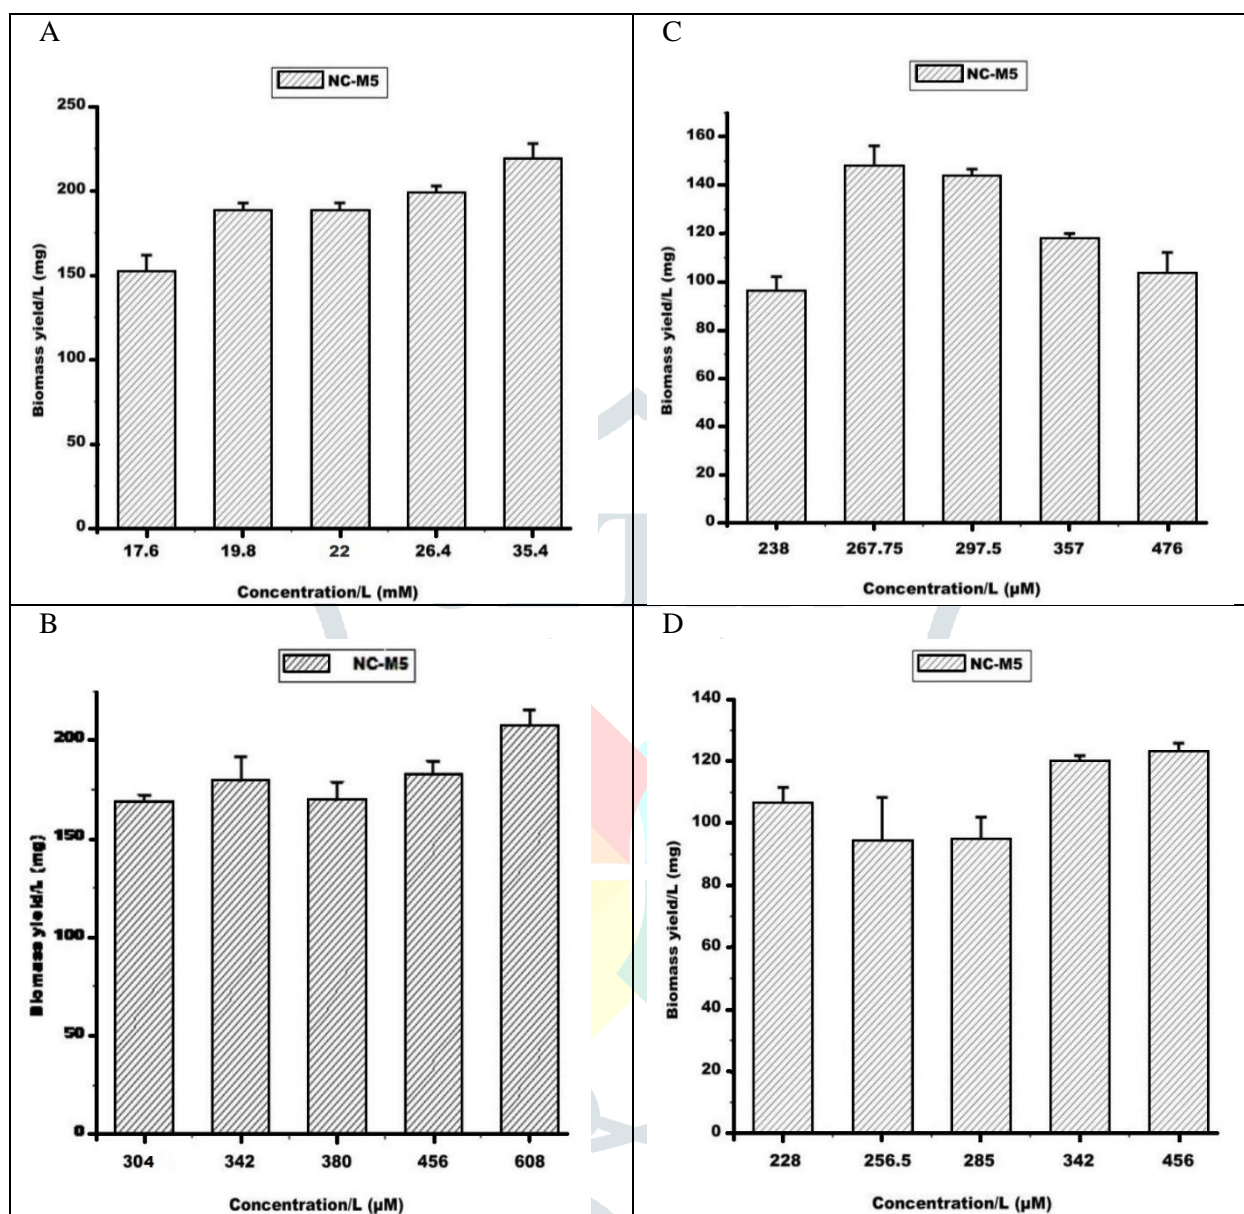 A
NC-M5
250
200
150
100
50
0
Biomass yield/L (mg)
17.6 19.8 22 26.4 35.4
Concentration/L (mM)
C
NC-M5
160
140
120
100
80
60
40
20
0
Biomass yield/L (mg)
238 267.75 297.5 357 476
Concentration/L (µM)
B
NC-M5
200
150
100
50
0
Biomass yield/L (mg)
304 342 380 456 608
Concentration/L (µM)
D
NC-M5
140
120
100
80
60
40
20
0
Biomass yield/L (mg)
228 256.5 285 342 456
Concentration/L (µM)